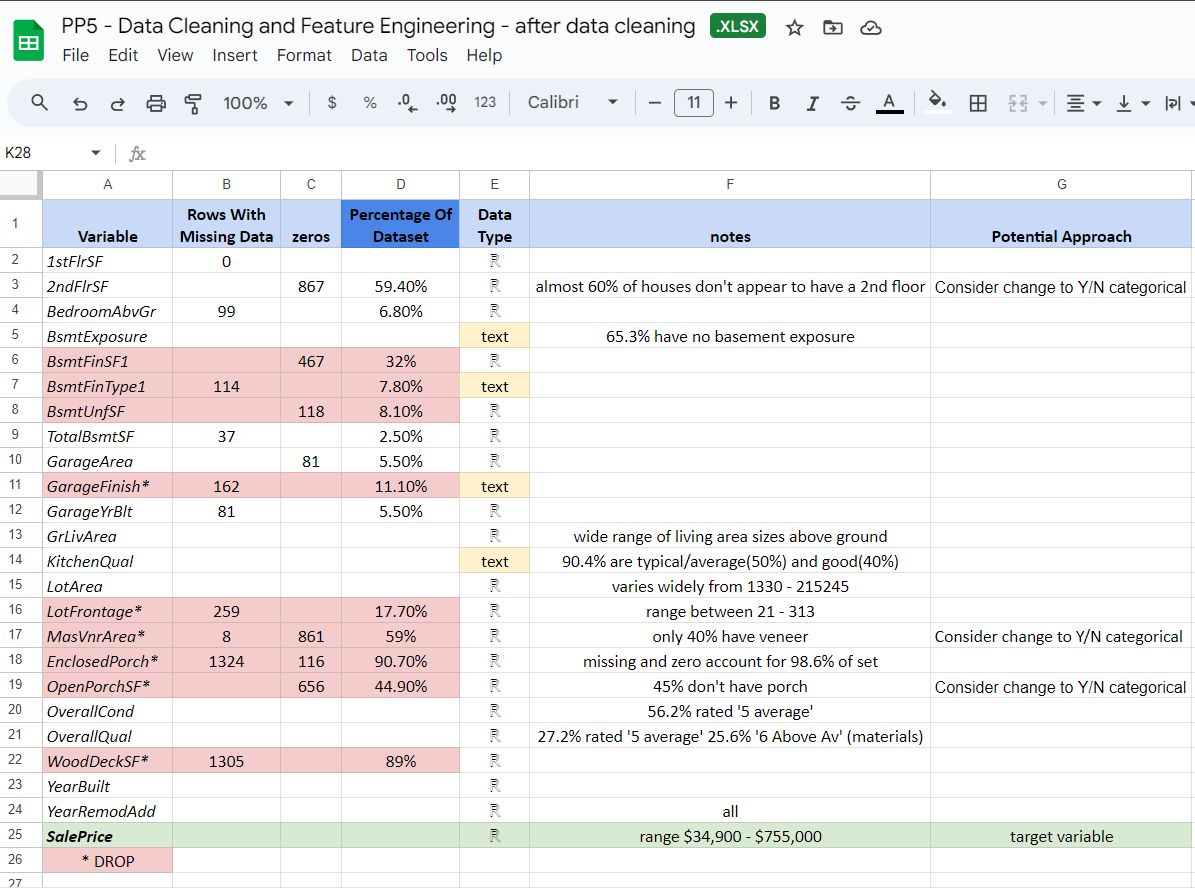 PP5 - Data Cleaning and Feature Engineering - after data cleaning .XLSX
File Edit View Insert Format Data Tools Help
100% $ % .0 .00 123 Calibri — 11 + B I S A
K28 fx
A B C D E F G
1 Variable Rows With Missing Data zeros Percentage Of Dataset Data Type notes Potential Approach
2 1stFlrSF 0 ℝ
3 2ndFlrSF 867 59.40% ℝ almost 60% of houses don't appear to have a 2nd floor Consider change to Y/N categorical
4 BedroomAbvGr 99 6.80% ℝ
5 BsmtExposure text 65.3% have no basement exposure
6 BsmtFinSF1 467 32% ℝ
7 BsmtFinType1 114 7.80% text
8 BsmtUnfSF 118 8.10% ℝ
9 TotalBsmtSF 37 2.50% ℝ
10 GarageArea 81 5.50% ℝ
11 GarageFinish* 162 11.10% text
12 GarageYrBlt 81 5.50% ℝ
13 GrLivArea ℝ wide range of living area sizes above ground
14 KitchenQual text 90.4% are typical/average(50%) and good(40%)
15 LotArea ℝ varies widely from 1330 - 215245
16 LotFrontage* 259 17.70% ℝ range between 21 - 313
17 MasVnrArea* 8 861 59% ℝ only 40% have veneer Consider change to Y/N categorical
18 EnclosedPorch* 1324 116 90.70% ℝ missing and zero account for 98.6% of set
19 OpenPorchSF* 656 44.90% ℝ 45% don't have porch Consider change to Y/N categorical
20 OverallCond ℝ 56.2% rated '5 average'
21 OverallQual ℝ 27.2% rated '5 average' 25.6% '6 Above Av' (materials)
22 WoodDeckSF* 1305 89% ℝ
23 YearBuilt ℝ
24 YearRemodAdd ℝ all
25 SalePrice ℝ range $34,900 - $755,000 target variable
26 * DROP
27